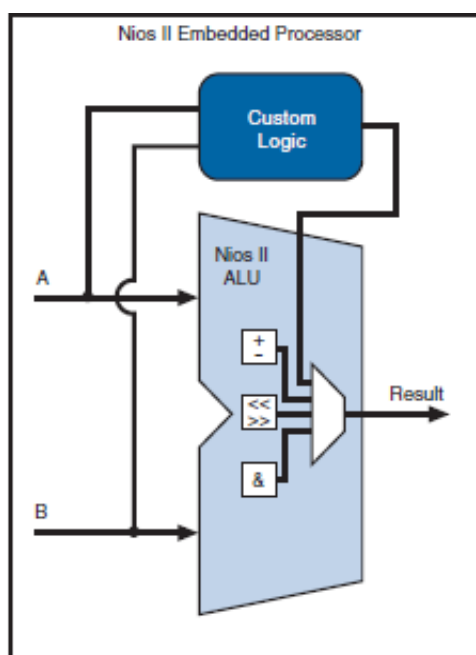 Nios II Embedded Processor
Custom
Logic
Nios II
ALU
A
+
-
<<
>>
Result
&
B